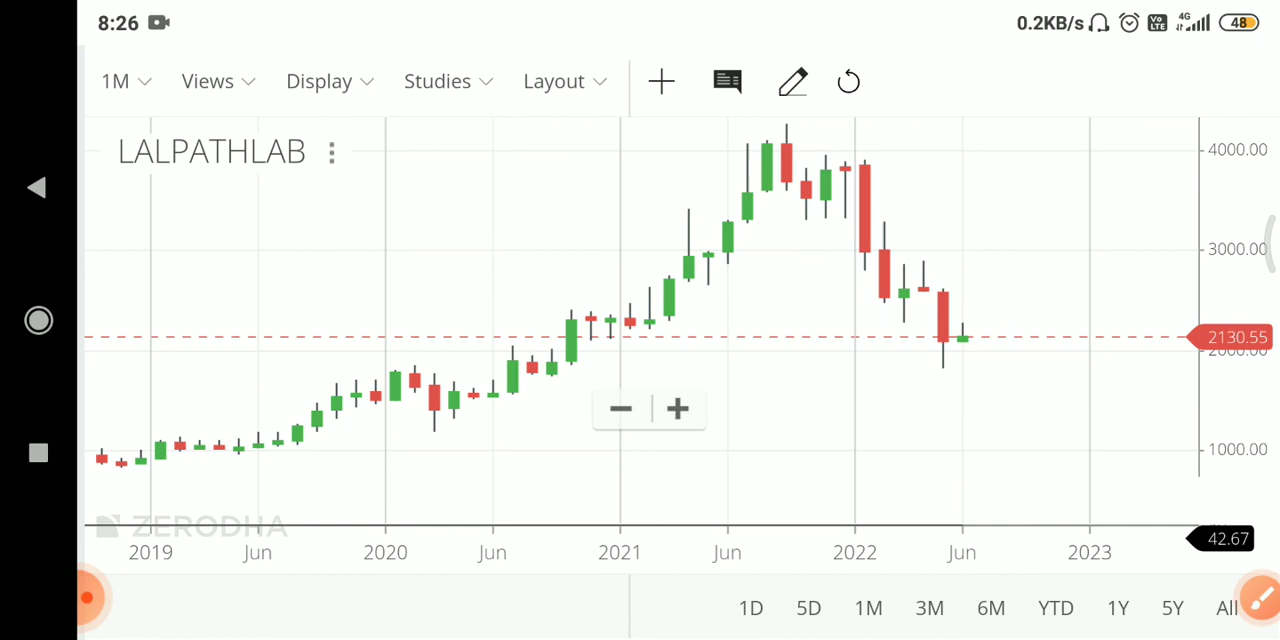 8:26 0.2KB/s Vo LTE 4G 48
1M Views Display Studies Layout
LALPATHLAB
4000.00
3000.00
2130.55
2000.00
1000.00
ZERODHA
42.67
2019 Jun 2020 Jun 2021 Jun 2022 Jun 2023
1D 5D 1M 3M 6M YTD 1Y 5Y All